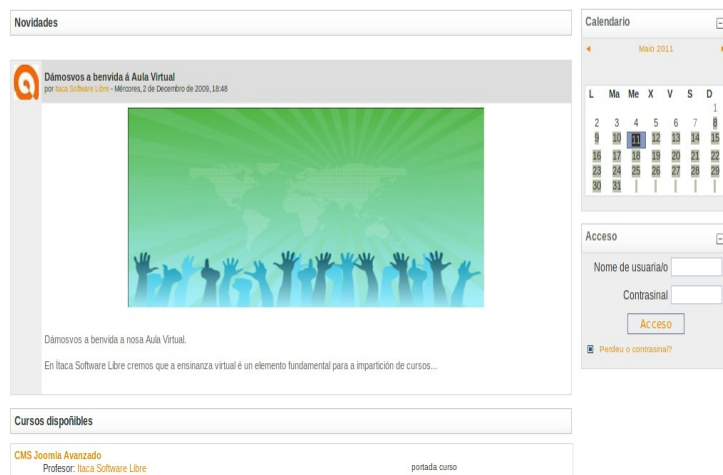 Novidades
Dámosvos a benvida á Aula Virtual
por Ítaca Software Libre - Mércores, 2 de Decembro de 2009, 18:48
Dámosvos a benvida a nosa Aula Virtual.
En Ítaca Software Libre cremos que a ensinanza virtual é un elemento fundamental para a impartición de cursos...
Cursos dispoñibles
CMS Joomla Avanzado
Profesor: Itaca Software Libre
portada curso
Calendario
Maio 2011
L Ma Me X V S D
1
2 3 4 5 6 7 8
9 10 11 12 13 14 15
16 17 18 19 20 21 22
23 24 25 26 27 28 29
30 31
Acceso
Nome de usuaria/o
Contrasinal
Acceso
Perdeu o contrasinal?